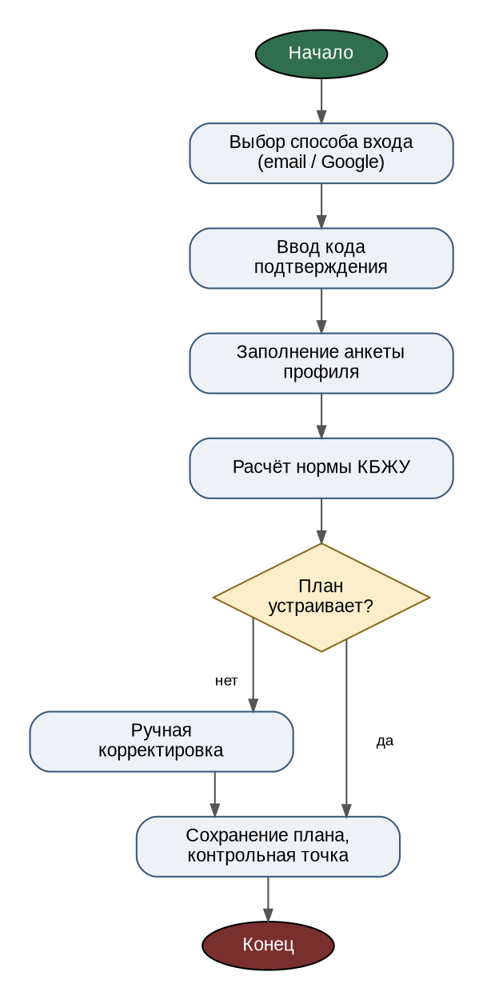 Начало
Выбор способа входа
(email / Google)
Ввод кода
подтверждения
Заполнение анкеты
профиля
Расчёт нормы КБЖУ
План
устраивает?
нет
Ручная
корректировка
да
Сохранение плана,
контрольная точка
Конец